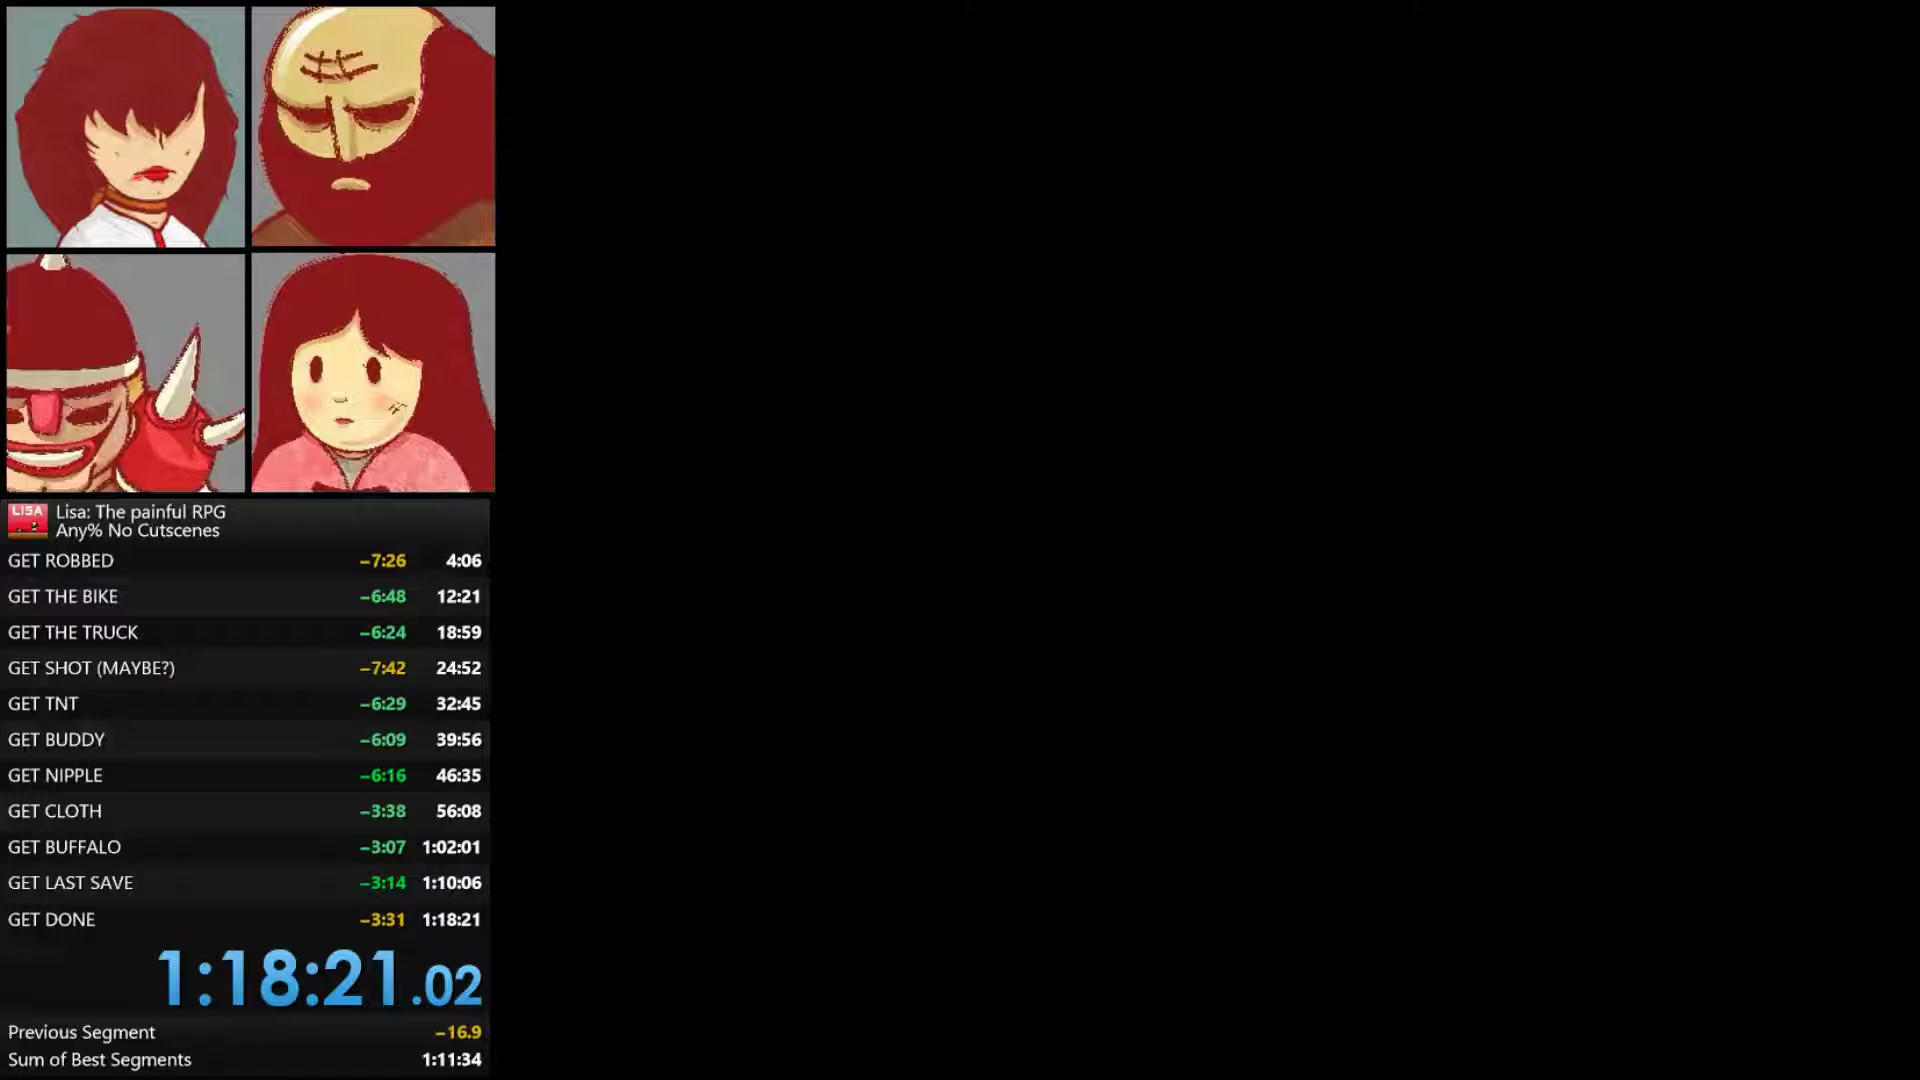 LISA
Lisa: The painful RPG
Any% No Cutscenes
GET ROBBED −7:26 4:06
GET THE BIKE −6:48 12:21
GET THE TRUCK −6:24 18:59
GET SHOT (MAYBE?) −7:42 24:52
GET TNT −6:29 32:45
GET BUDDY −6:09 39:56
GET NIPPLE −6:16 46:35
GET CLOTH −3:38 56:08
GET BUFFALO −3:07 1:02:01
GET LAST SAVE −3:14 1:10:06
GET DONE −3:31 1:18:21
1:18:21.02
Previous Segment −16.9
Sum of Best Segments 1:11:34